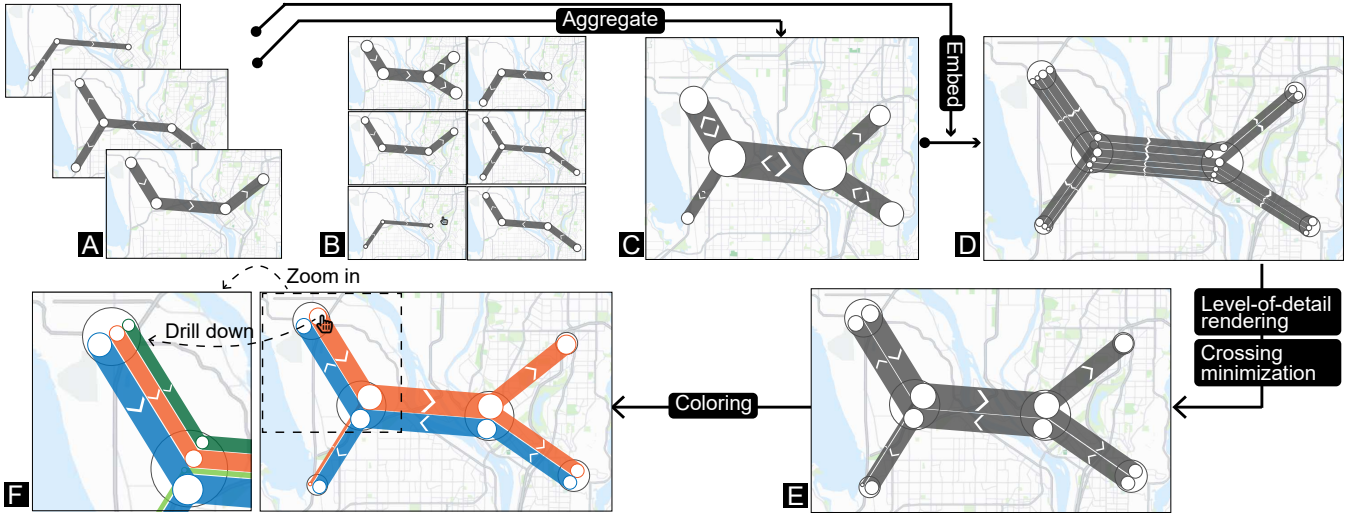 Aggregate
Embed
A
B
C
D
Zoom in
Drill down
Level-of-detail
rendering
Crossing
minimization
Coloring
F
E